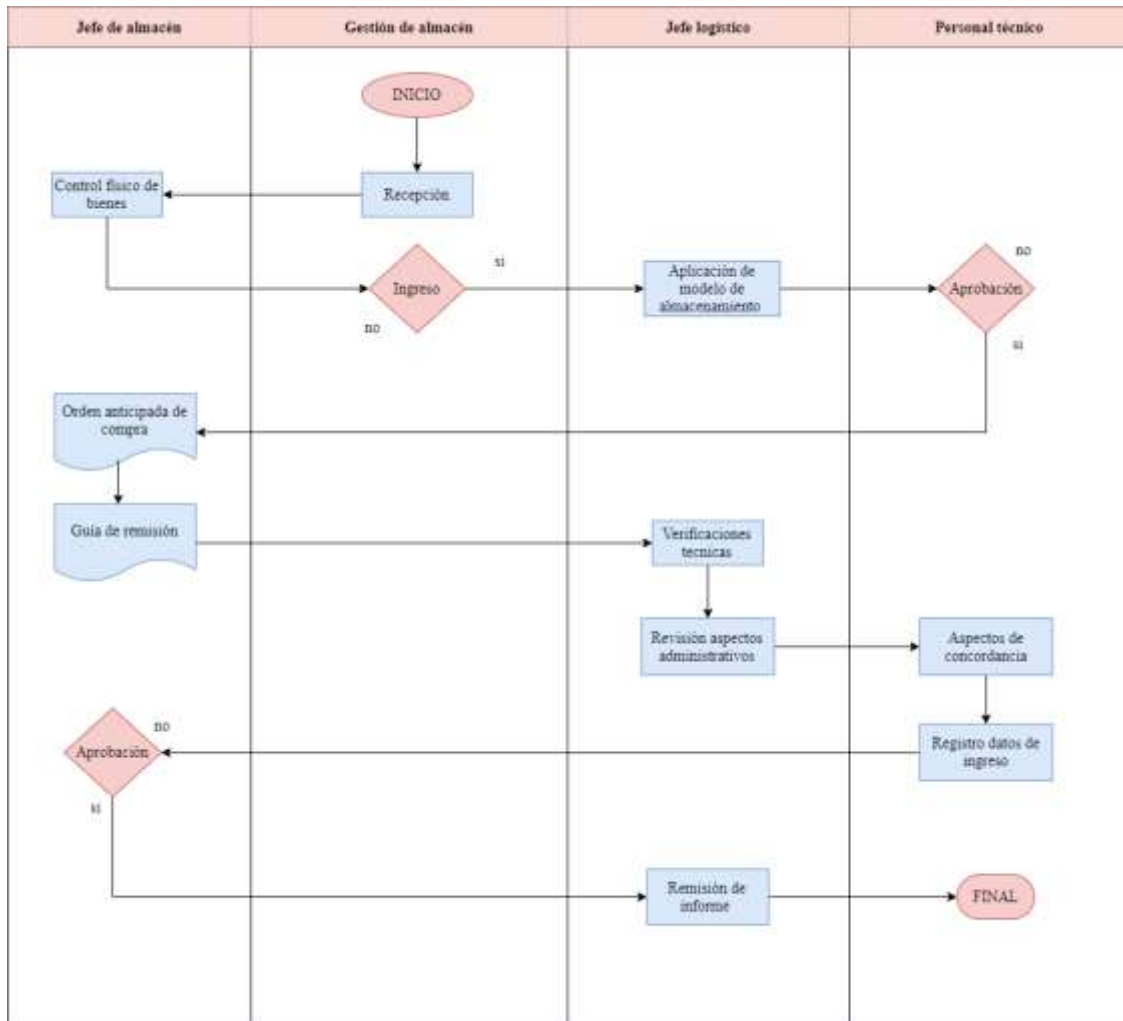 Jefe de almacén
Gestión de almacén
Jefe logístico
Personal técnico
INICIO
Control físico de
bienes
Recepción
Ingreso
si
no
Aplicación de
modelo de
almacenamiento
Aprobación
no
si
Orden anticipada de
compra
Guía de remisión
Verificaciones
tecnicas
Revisión aspectos
administrativos
Aspectos de
concordancia
Registro datos de
ingreso
Aprobación
no
si
Remisión de
informe
FINAL